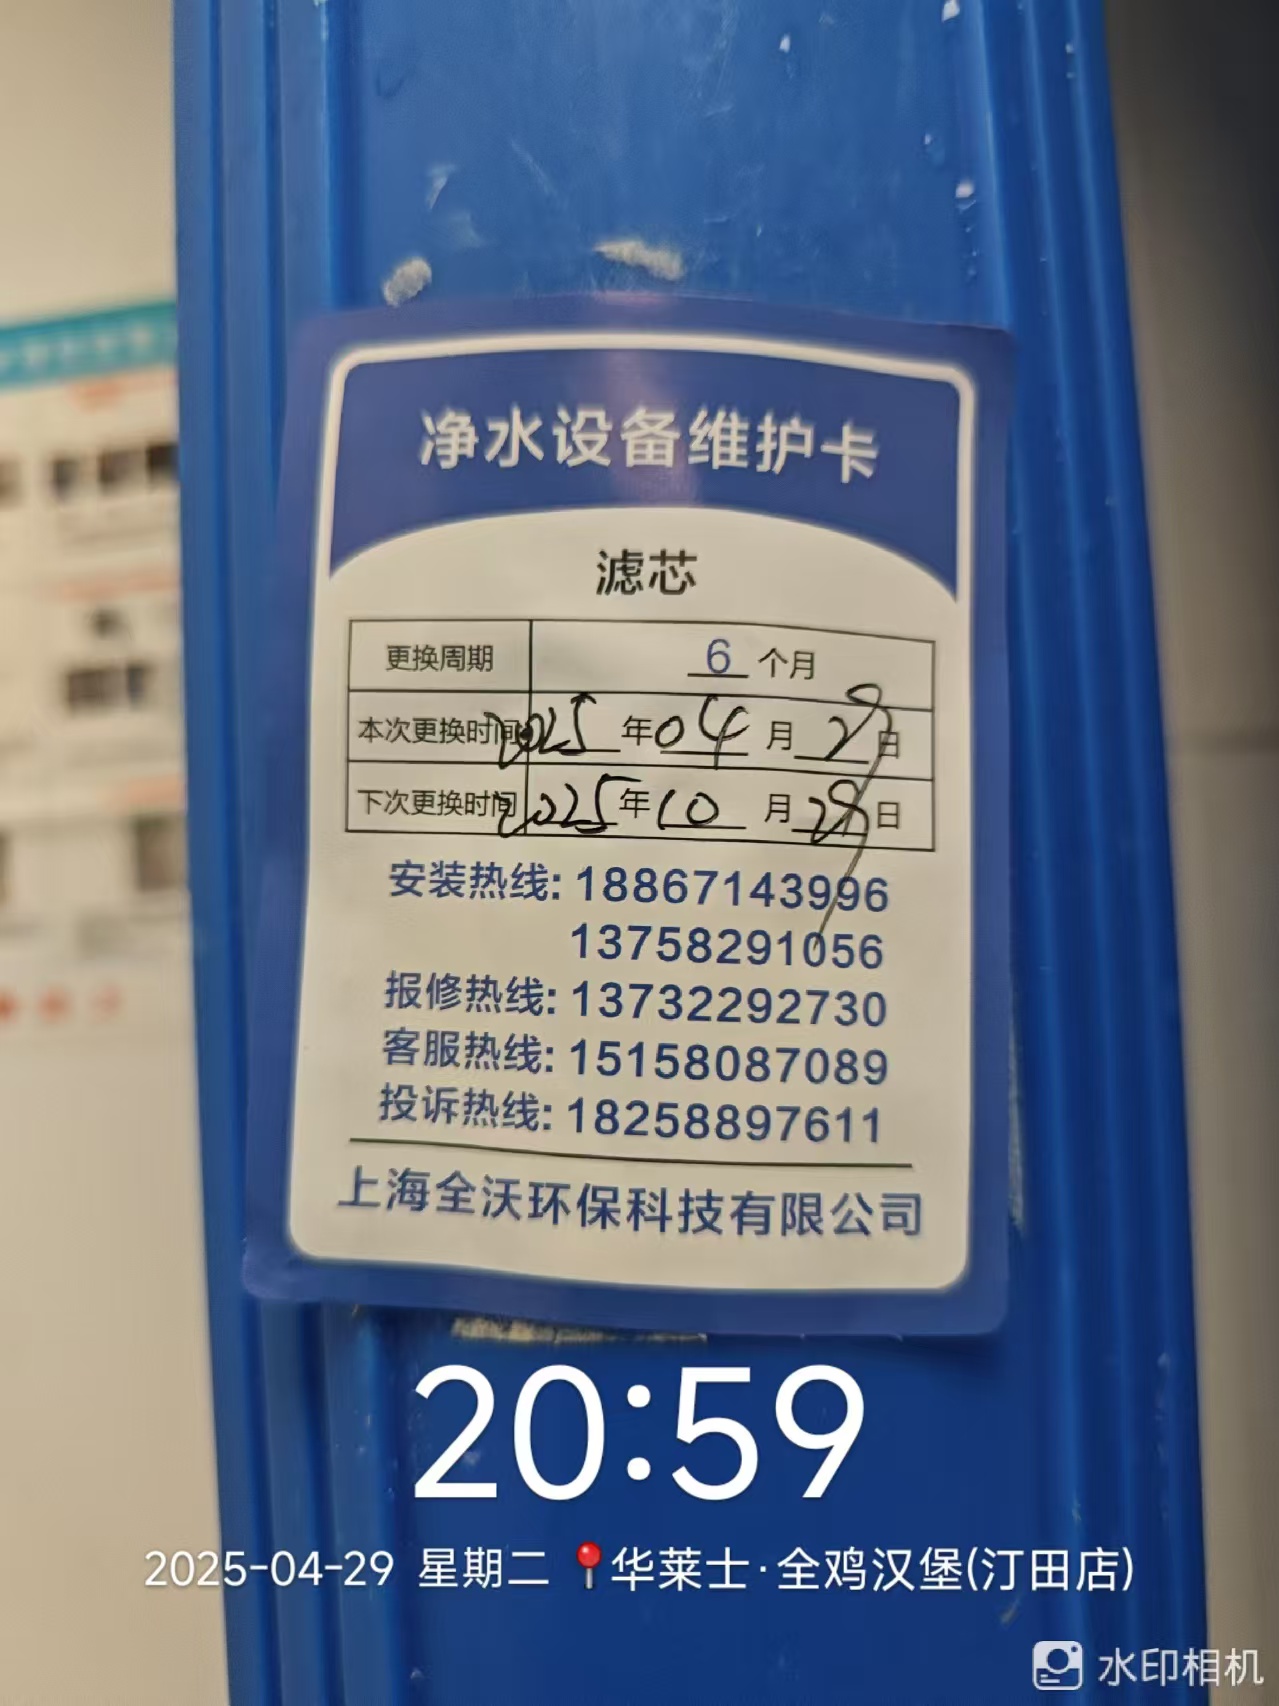 净水设备维护卡
滤芯
更换周期 6 个月
本次更换时间 2025 年 04 月 29 日
下次更换时间 2025 年 10 月 29 日
安装热线: 18867143996
13758291056
报修热线: 13732292730
客服热线: 15158087089
投诉热线: 18258897611
上海全沃环保科技有限公司
20:59
2025-04-29 星期二 华莱士·全鸡汉堡(汀田店)
水印相机